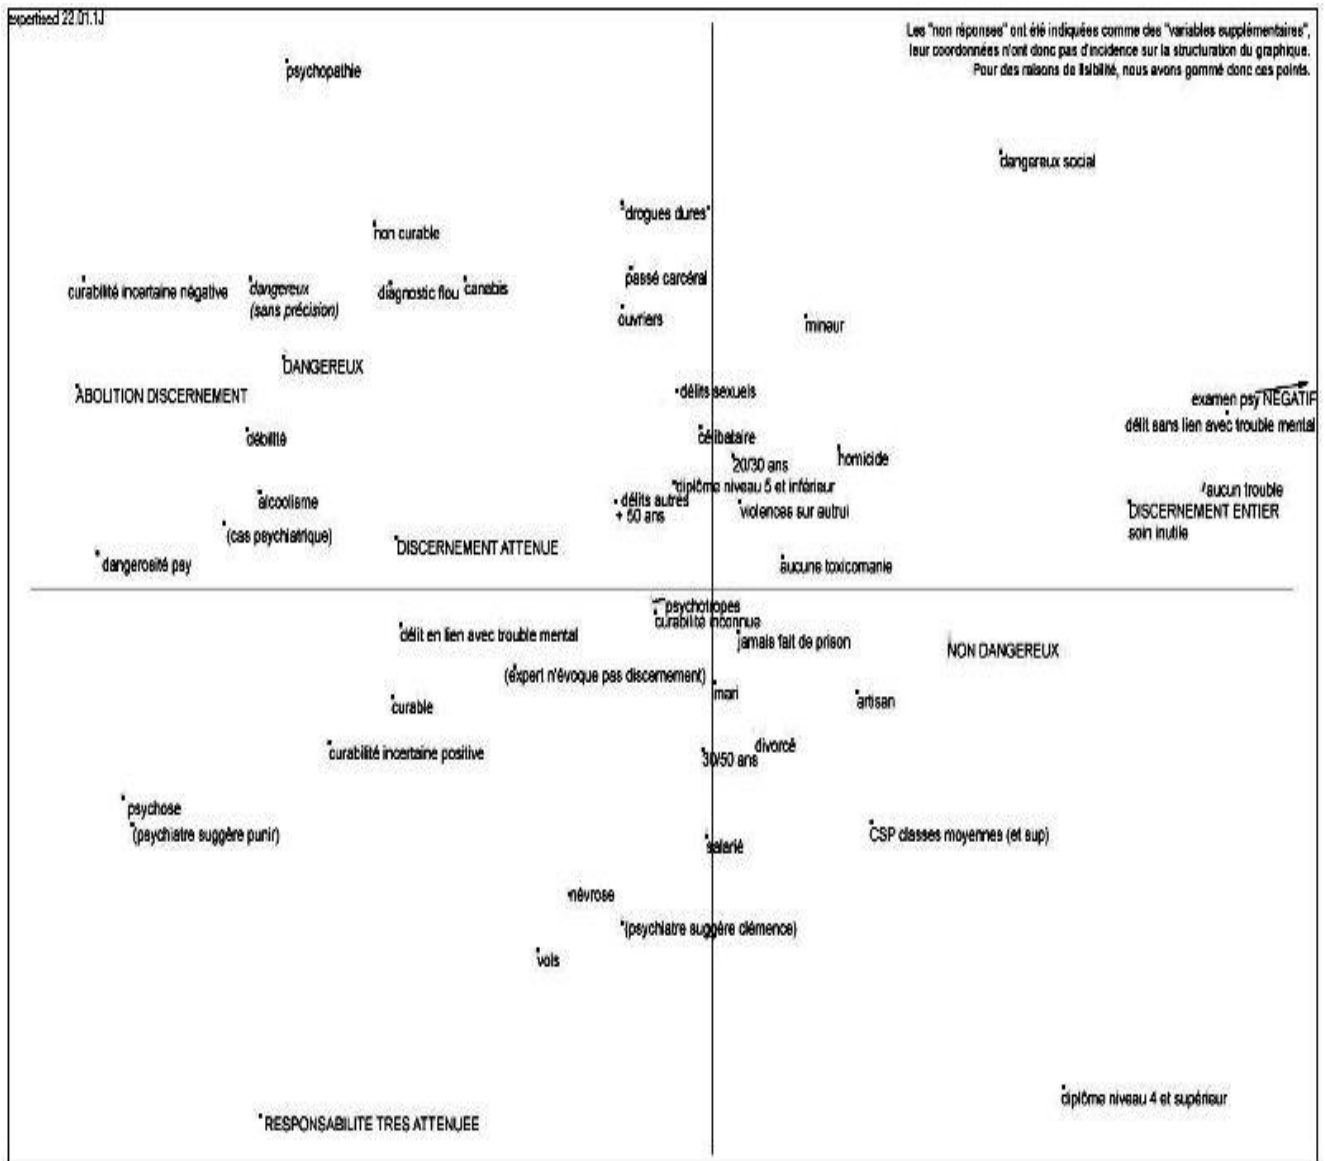 expertised 22.01.1J
Les "non réponses" ont été indiquées comme des "variables supplémentaires",
leur coordonnées n'ont donc pas d'incidence sur la structuration du graphique.
Pour des raisons de lisibilité, nous avons gommé donc ces points.
psychopathie
dangereux social
"drogues dures"
non curable
passé carcéral
curabilité incertaine négative
dangereux
(sans précision)
diagnostic flou
canabis
ouvriers
mineur
DANGEREUX
ABOLITION DISCERNEMENT
délits sexuels
examen psy NEGATIF
délit sans lien avec trouble mental
débilité
célibataire
homicide
20/30 ans
diplôme niveau 5 et inférieur
aucun trouble
alcoolisme
délits autres
+ 50 ans
violences sur autrui
DISCERNEMENT ENTIER
soin inutile
(cas psychiatrique)
DISCERNEMENT ATTENUE
dangerosité psy
aucune toxicomanie
psychotropes
curabilité inconnue
délit en lien avec trouble mental
jamais fait de prison
NON DANGEREUX
(expert n'évoque pas discernement)
mari
artisan
curable
curabilité incertaine positive
divorcé
30/50 ans
psychose
(psychiatre suggère punir)
salarié
CSP classes moyennes (et sup)
névrose
(psychiatre suggère clémence)
vols
diplôme niveau 4 et supérieur
RESPONSABILITE TRES ATTENUEE